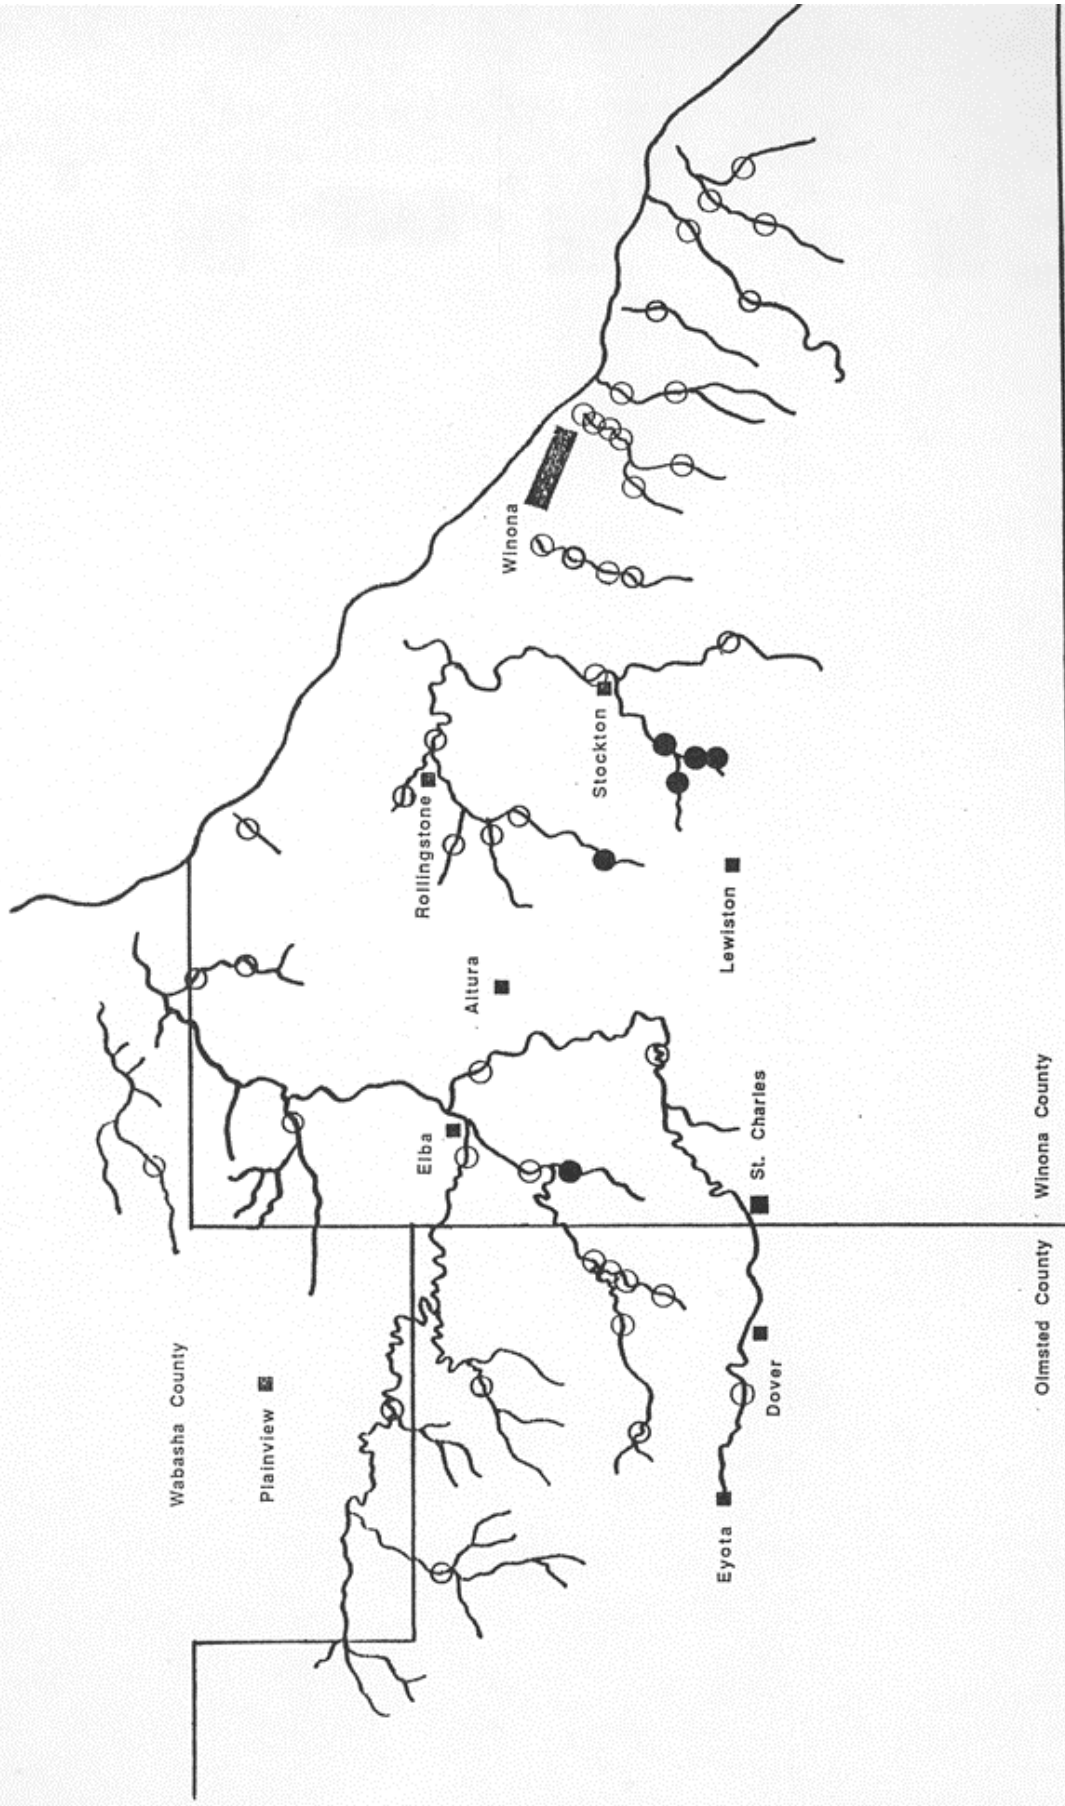 Wabasha County
Plainview
Elba
Altura
Rollingstone
Winona
Stockton
Lewiston
St. Charles
Dover
Eyota
Olmsted County
Winona County